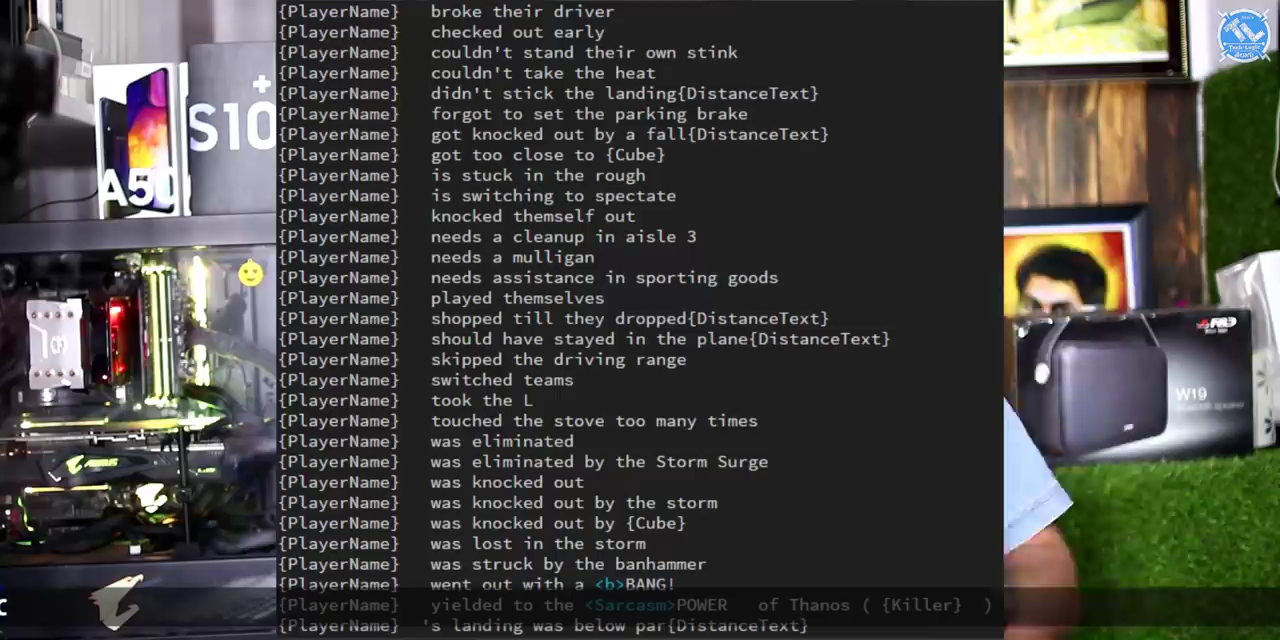 {PlayerName} broke their driver
{PlayerName} checked out early
{PlayerName} couldn't stand their own stink
{PlayerName} couldn't take the heat
{PlayerName} didn't stick the landing{DistanceText}
{PlayerName} forgot to set the parking brake
{PlayerName} got knocked out by a fall{DistanceText}
{PlayerName} got too close to {Cube}
{PlayerName} is stuck in the rough
{PlayerName} is switching to spectate
{PlayerName} knocked themself out
{PlayerName} needs a cleanup in aisle 3
{PlayerName} needs a mulligan
{PlayerName} needs assistance in sporting goods
{PlayerName} played themselves
{PlayerName} shopped till they dropped{DistanceText}
{PlayerName} should have stayed in the plane{DistanceText}
{PlayerName} skipped the driving range
{PlayerName} switched teams
{PlayerName} took the L
{PlayerName} touched the stove too many times
{PlayerName} was eliminated
{PlayerName} was eliminated by the Storm Surge
{PlayerName} was knocked out
{PlayerName} was knocked out by the storm
{PlayerName} was knocked out by {Cube}
{PlayerName} was lost in the storm
{PlayerName} was struck by the banhammer
{PlayerName} went out with a <b>BANG!
{PlayerName} yielded to the <Sarcasm>POWER of Thanos ( {Killer} )
{PlayerName} 's landing was below par{DistanceText}
S10+
A50
AORUS
W19